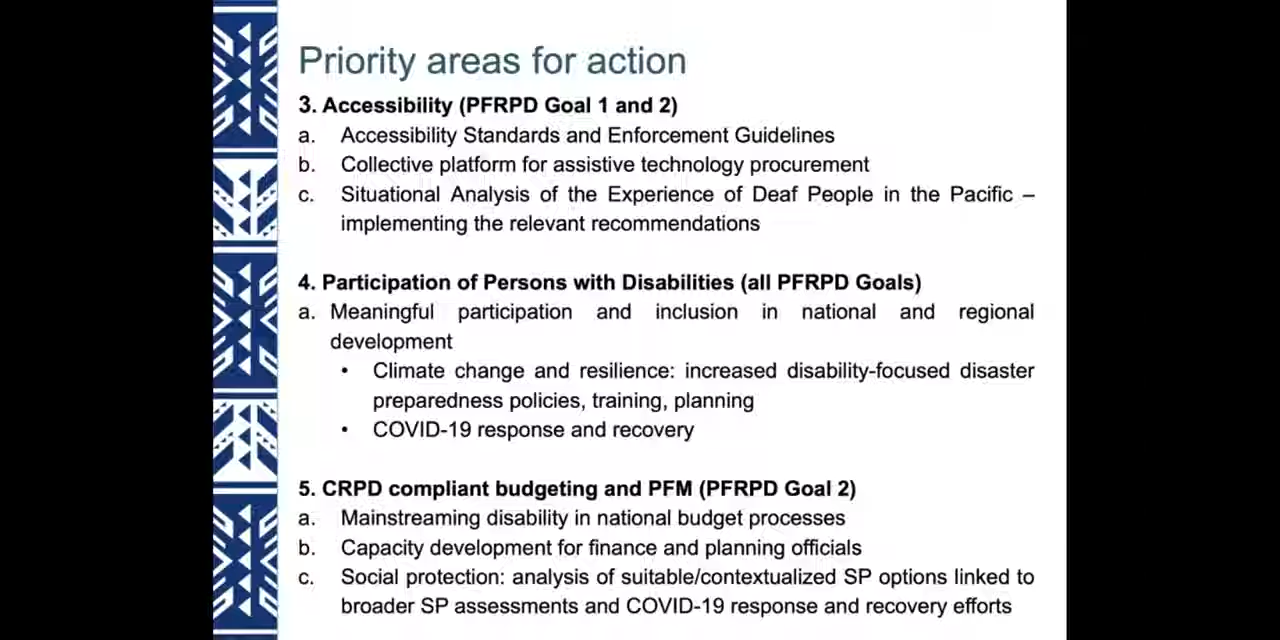 Priority areas for action
3. Accessibility (PFRPD Goal 1 and 2)
a. Accessibility Standards and Enforcement Guidelines
b. Collective platform for assistive technology procurement
c. Situational Analysis of the Experience of Deaf People in the Pacific –
implementing the relevant recommendations
4. Participation of Persons with Disabilities (all PFRPD Goals)
a. Meaningful participation and inclusion in national and regional
development
• Climate change and resilience: increased disability-focused disaster
preparedness policies, training, planning
• COVID-19 response and recovery
5. CRPD compliant budgeting and PFM (PFRPD Goal 2)
a. Mainstreaming disability in national budget processes
b. Capacity development for finance and planning officials
c. Social protection: analysis of suitable/contextualized SP options linked to
broader SP assessments and COVID-19 response and recovery efforts